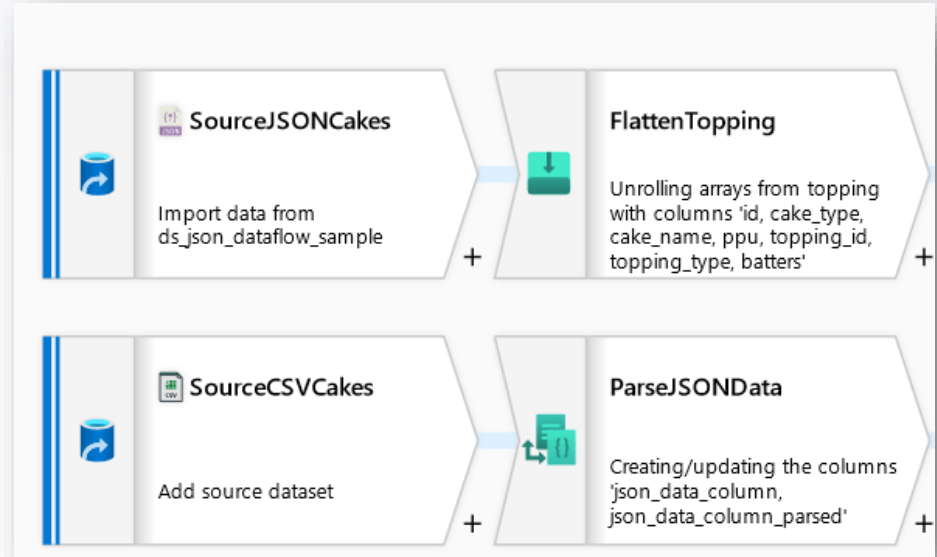 SourceJSONCakes
Import data from
ds_json_dataflow_sample
+
FlattenTopping
Unrolling arrays from topping
with columns 'id, cake_type,
cake_name, ppu, topping_id,
topping_type, batters'
+
SourceCSVCakes
Add source dataset
+
ParseJSONData
Creating/updating the columns
'json_data_column,
json_data_column_parsed'
+